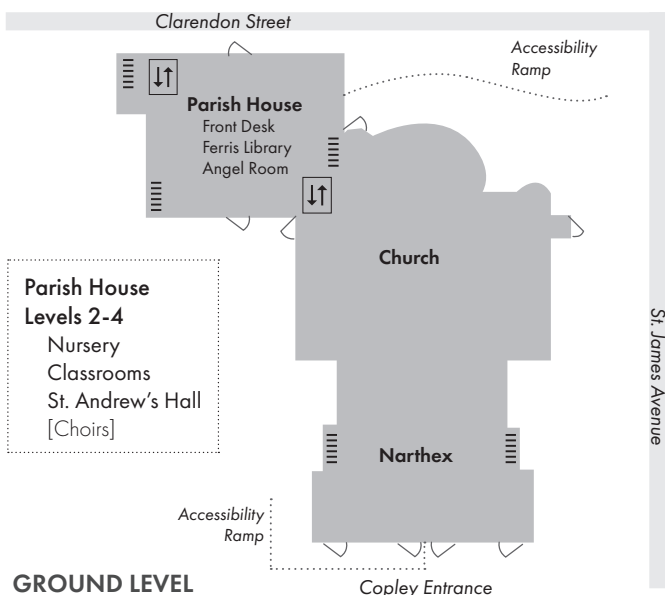 Clarendon Street
Accessibility
Ramp
Parish House
Front Desk
Ferris Library
Angel Room
Church
Parish House
Levels 2-4
Nursery
Classrooms
St. Andrew's Hall
[Choirs]
St. James Avenue
Narthex
Accessibility
Ramp
GROUND LEVEL
Copley Entrance